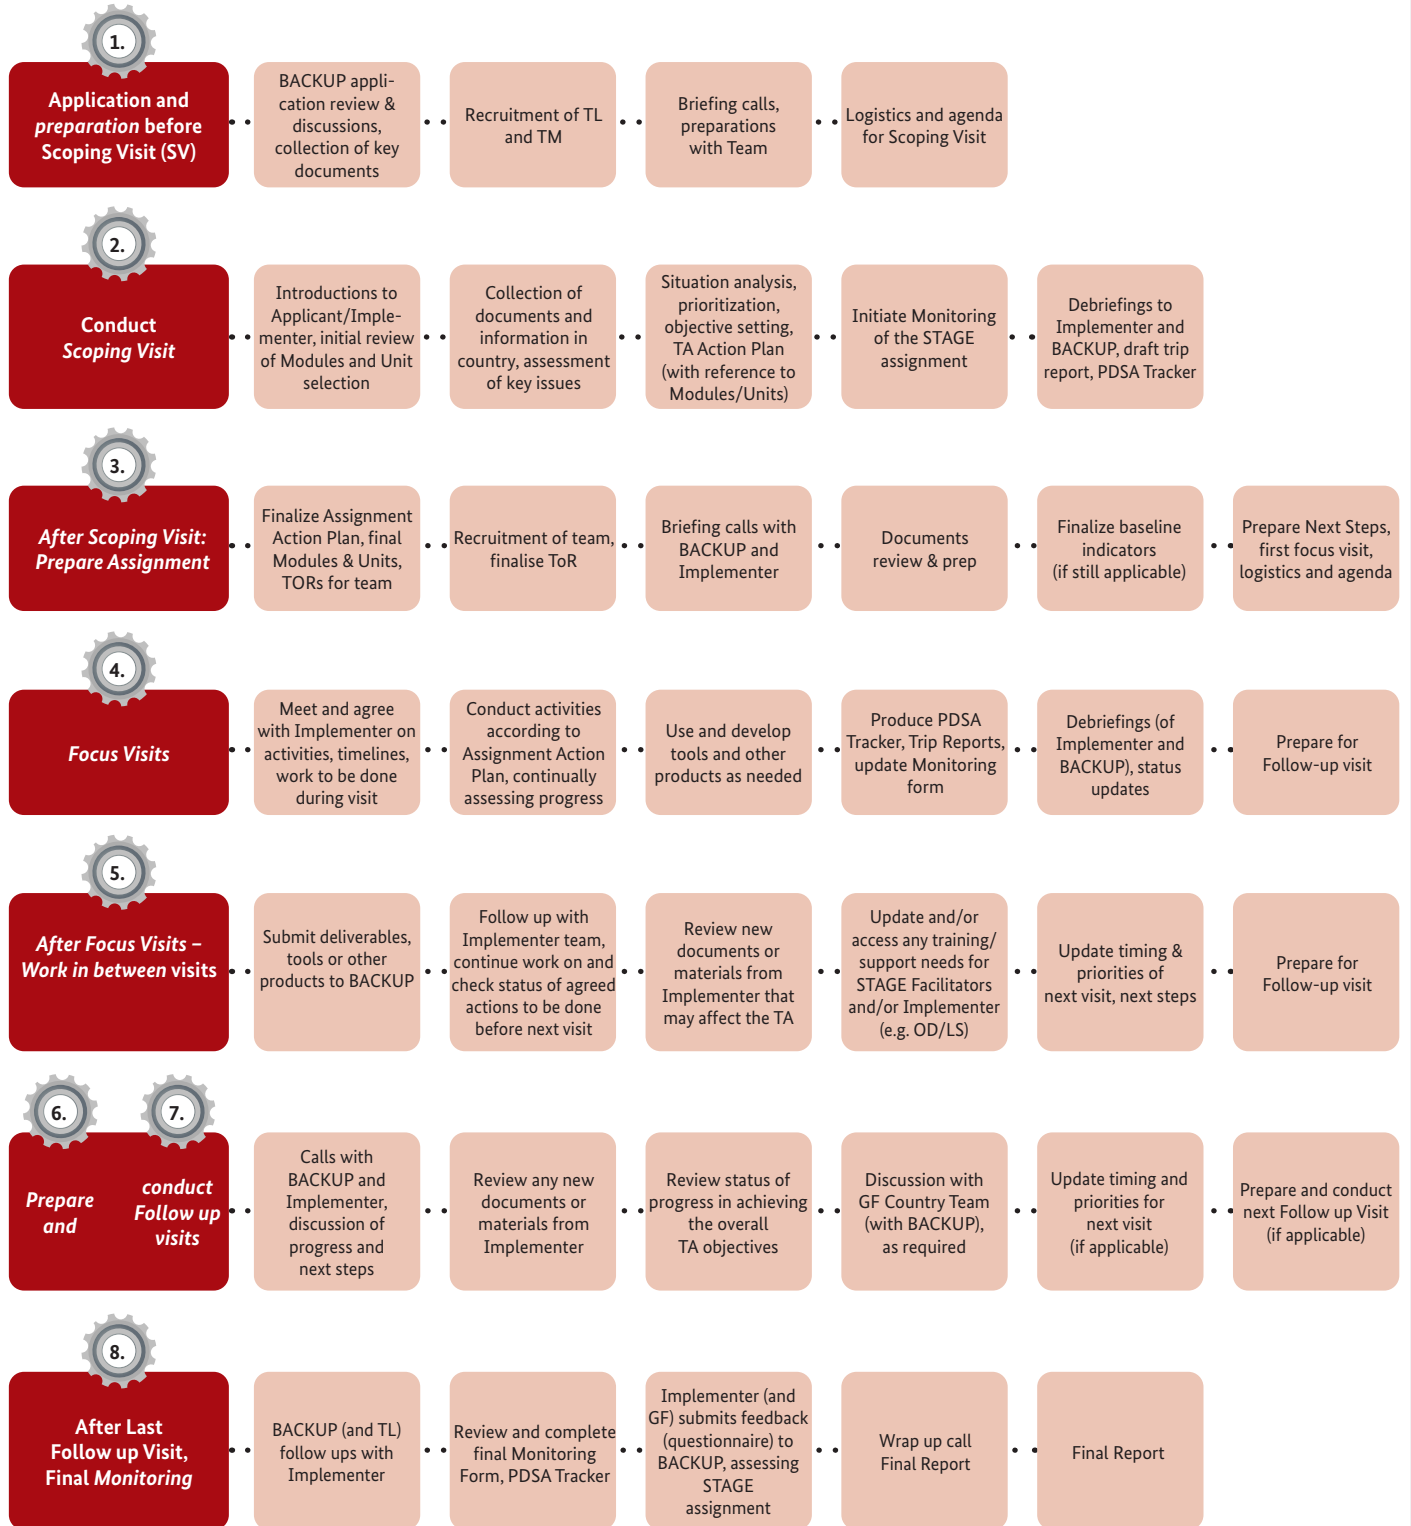 1.
Application and
preparation before
Scoping Visit (SV)
BACKUP appli-
cation review &
discussions,
collection of key
documents
Recruitment of TL
and TM
Briefing calls,
preparations
with Team
Logistics and agenda
for Scoping Visit
2.
Conduct
Scoping Visit
Introductions to
Applicant/Imple-
menter, initial review
of Modules and Unit
selection
Collection of
documents and
information in
country, assessment
of key issues
Situation analysis,
prioritization,
objective setting,
TA Action Plan
(with reference to
Modules/Units)
Initiate Monitoring
of the STAGE
assignment
Debriefings to
Implementer and
BACKUP, draft trip
report, PDSA Tracker
3.
After Scoping Visit:
Prepare Assignment
Finalize Assignment
Action Plan, final
Modules & Units,
TORs for team
Recruitment of team,
finalise ToR
Briefing calls with
BACKUP and
Implementer
Documents
review & prep
Finalize baseline
indicators
(if still applicable)
Prepare Next Steps,
first focus visit,
logistics and agenda
4.
Focus Visits
Meet and agree
with Implementer on
activities, timelines,
work to be done
during visit
Conduct activities
according to
Assignment Action
Plan, continually
assessing progress
Use and develop
tools and other
products as needed
Produce PDSA
Tracker, Trip Reports,
update Monitoring
form
Debriefings (of
Implementer and
BACKUP), status
updates
Prepare for
Follow-up visit
5.
After Focus Visits –
Work in between visits
Submit deliverables,
tools or other
products to BACKUP
Follow up with
Implementer team,
continue work on and
check status of agreed
actions to be done
before next visit
Review new
documents or
materials from
Implementer that
may affect the TA
Update and/or
access any training/
support needs for
STAGE Facilitators
and/or Implementer
(e.g. OD/LS)
Update timing &
priorities of
next visit, next steps
Prepare for
Follow-up visit
6.
Prepare
and
7.
conduct
Follow up
visits
Calls with
BACKUP and
Implementer,
discussion of
progress and
next steps
Review any new
documents or
materials from
Implementer
Review status of
progress in achieving
the overall
TA objectives
Discussion with
GF Country Team
(with BACKUP),
as required
Update timing and
priorities for
next visit
(if applicable)
Prepare and conduct
next Follow up Visit
(if applicable)
8.
After Last
Follow up Visit,
Final Monitoring
BACKUP (and TL)
follow ups with
Implementer
Review and complete
final Monitoring
Form, PDSA Tracker
Implementer (and
GF) submits feedback
(questionnaire) to
BACKUP, assessing
STAGE
assignment
Wrap up call
Final Report
Final Report